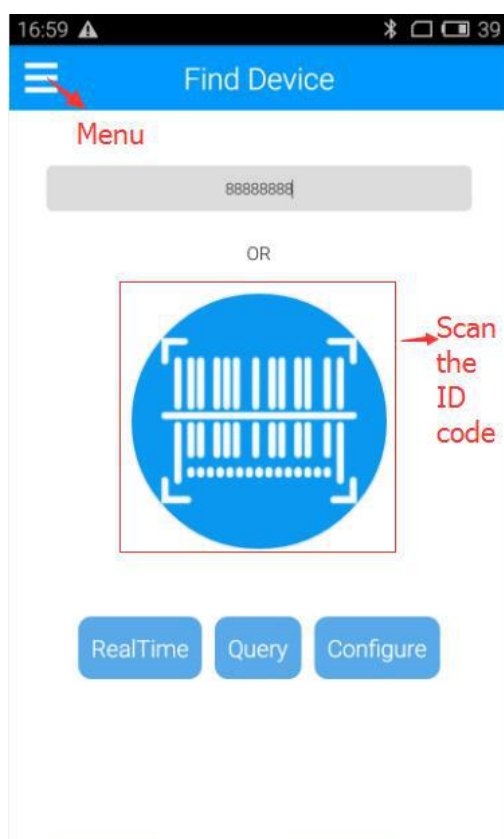 16:59 39
Find Device
Menu
88888888
OR
Scan
the
ID
code
RealTime Query Configure